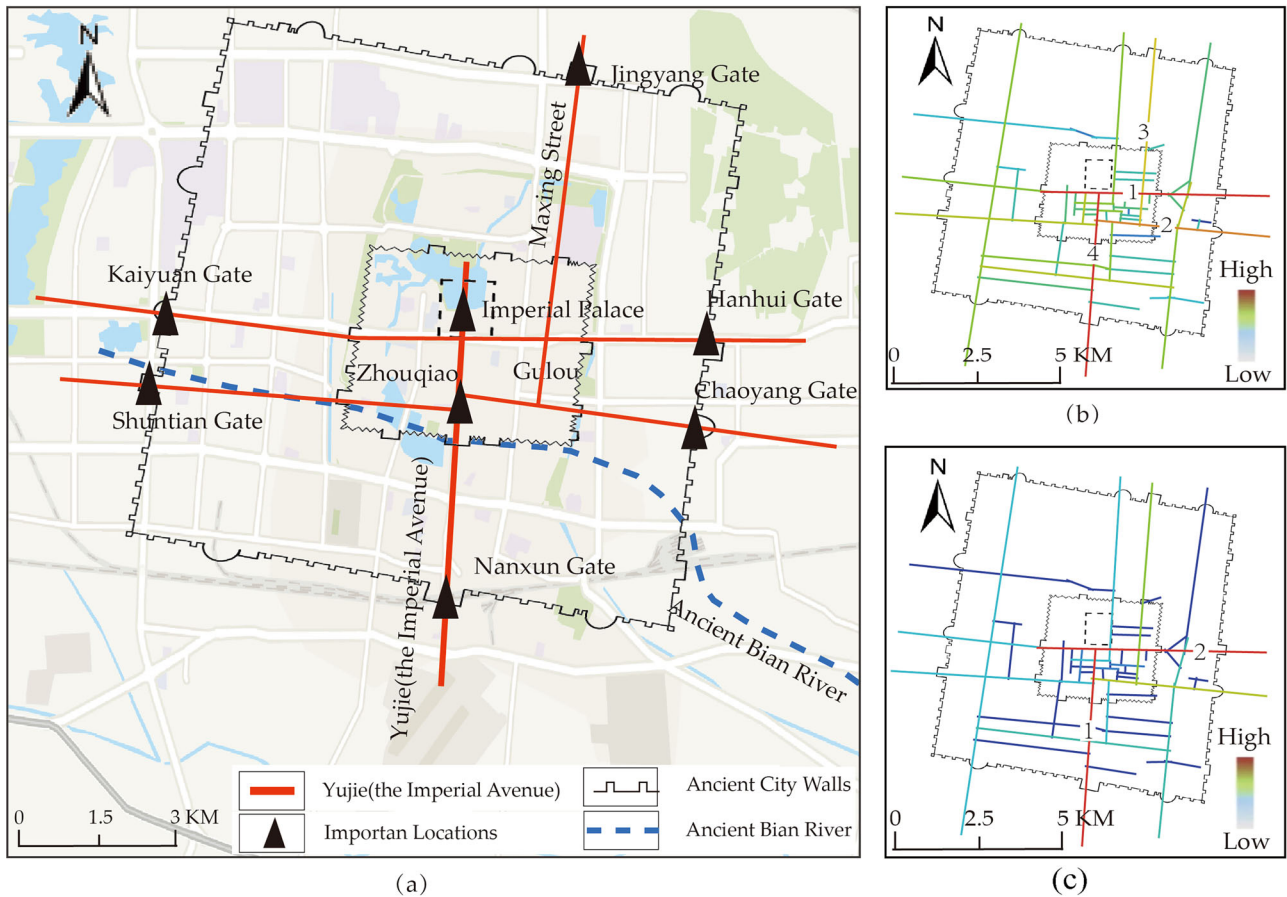 N
Jingyang Gate
Maxing Street
Kaiyuan Gate
Imperial Palace
Hanhui Gate
Zhouqiao
Gulou
Chaoyang Gate
Shuntian Gate
Yujie(the Imperial Avenue)
Nanxun Gate
Ancient Bian River
Yujie(the Imperial Avenue)
Ancient City Walls
Importan Locations
Ancient Bian River
0 1.5 3 KM
(a)
N
3
1
2
4
High
0 2.5 5 KM
Low
(b)
N
2
1
High
0 2.5 5 KM
Low
(c)